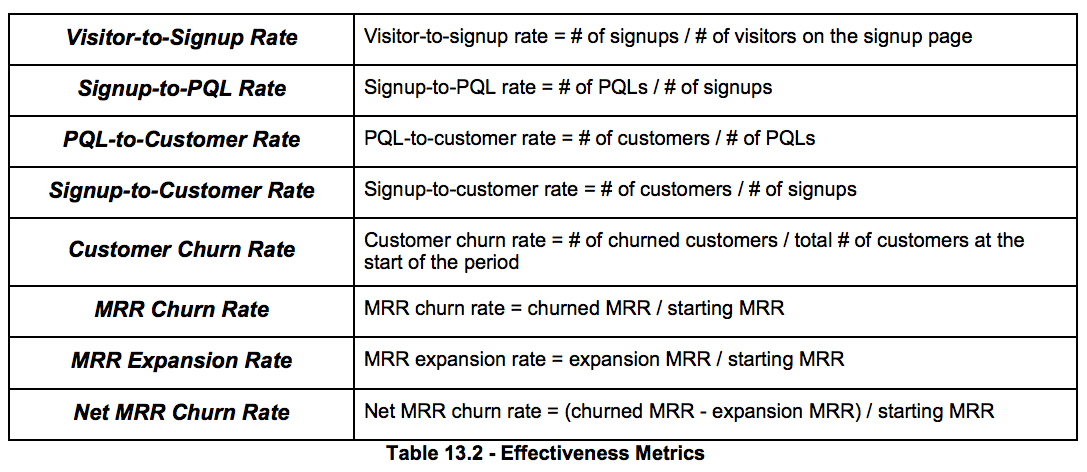 Visitor-to-Signup Rate
Visitor-to-signup rate = # of signups / # of visitors on the signup page
Signup-to-PQL Rate
Signup-to-PQL rate = # of PQLs / # of signups
PQL-to-Customer Rate
PQL-to-customer rate = # of customers / # of PQLs
Signup-to-Customer Rate
Signup-to-customer rate = # of customers / # of signups
Customer Churn Rate
Customer churn rate = # of churned customers / total # of customers at the
start of the period
MRR Churn Rate
MRR churn rate = churned MRR / starting MRR
MRR Expansion Rate
MRR expansion rate = expansion MRR / starting MRR
Net MRR Churn Rate
Net MRR churn rate = (churned MRR - expansion MRR) / starting MRR
Table 13.2 - Effectiveness Metrics